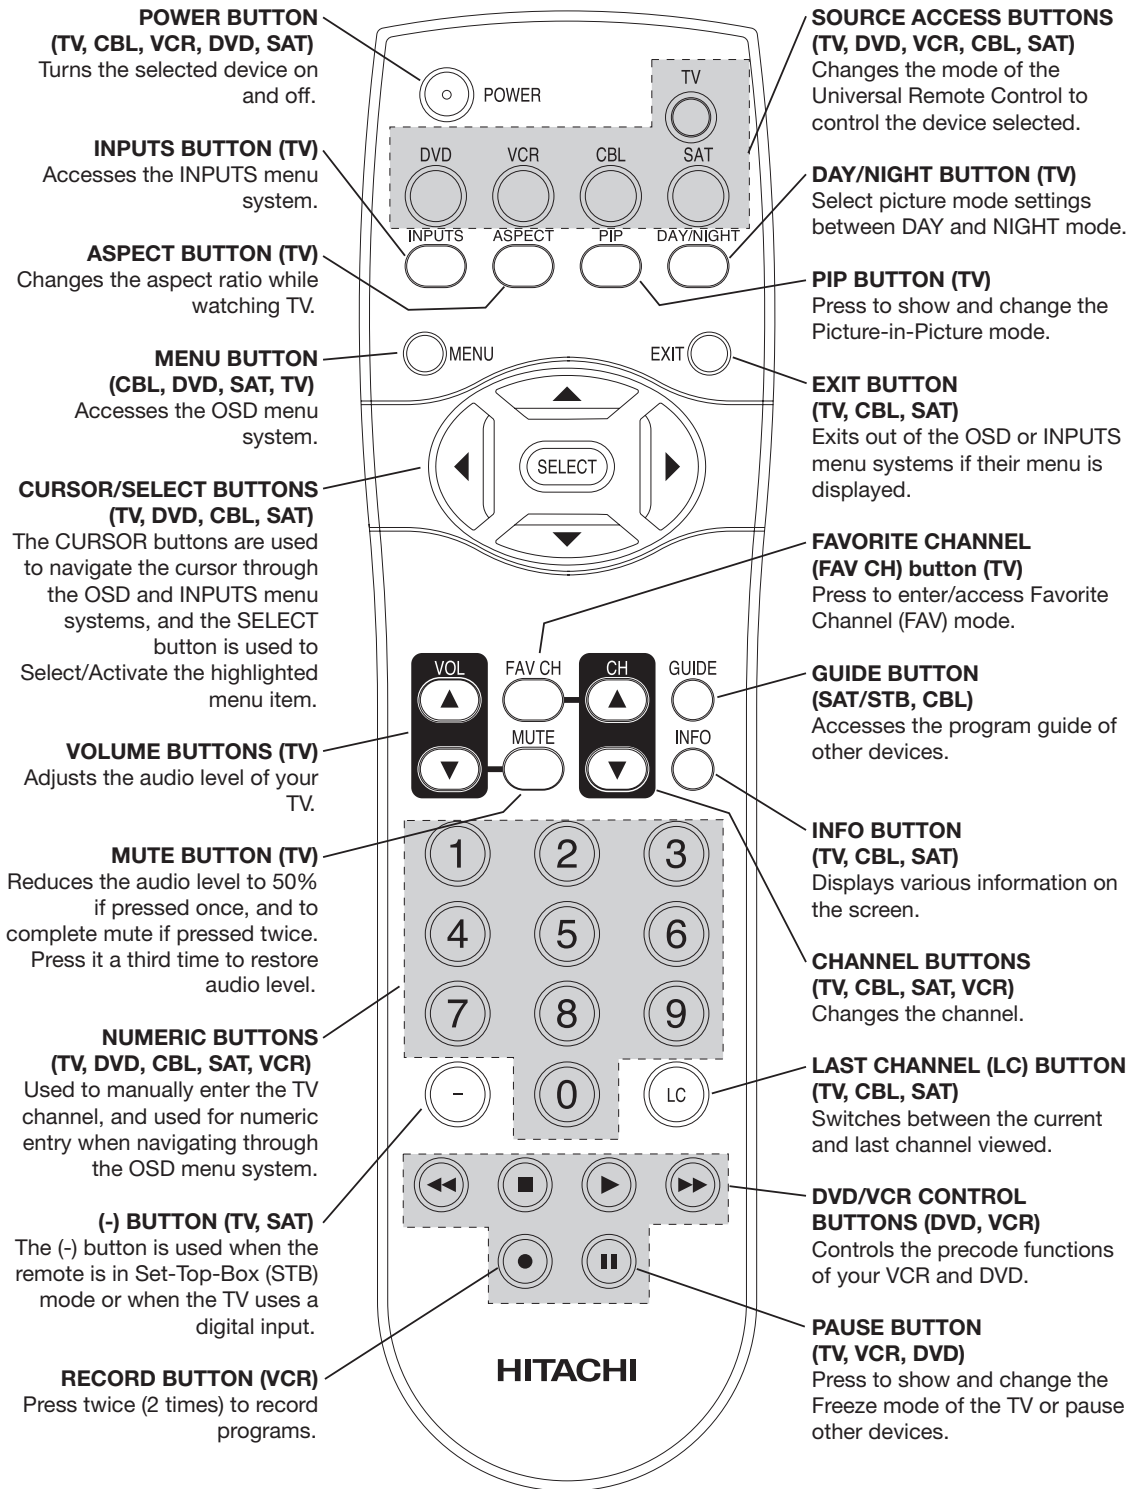 POWER BUTTON
(TV, CBL, VCR, DVD, SAT)
Turns the selected device on
and off.
INPUTS BUTTON (TV)
Accesses the INPUTS menu
system.
ASPECT BUTTON (TV)
Changes the aspect ratio while
watching TV.
MENU BUTTON
(CBL, DVD, SAT, TV)
Accesses the OSD menu
system.
CURSOR/SELECT BUTTONS
(TV, DVD, CBL, SAT)
The CURSOR buttons are used
to navigate the cursor through
the OSD and INPUTS menu
systems, and the SELECT
button is used to
Select/Activate the highlighted
menu item.
VOLUME BUTTONS (TV)
Adjusts the audio level of your
TV.
MUTE BUTTON (TV)
Reduces the audio level to 50%
if pressed once, and to
complete mute if pressed twice.
Press it a third time to restore
audio level.
NUMERIC BUTTONS
(TV, DVD, CBL, SAT, VCR)
Used to manually enter the TV
channel, and used for numeric
entry when navigating through
the OSD menu system.
(-) BUTTON (TV, SAT)
The (-) button is used when the
remote is in Set-Top-Box (STB)
mode or when the TV uses a
digital input.
RECORD BUTTON (VCR)
Press twice (2 times) to record
programs.
POWER
TV
DVD VCR CBL SAT
INPUTS ASPECT PIP DAY/NIGHT
MENU EXIT
SELECT
VOL FAV CH CH GUIDE
MUTE INFO
1 2 3
4 5 6
7 8 9
- 0 LC
HITACHI
SOURCE ACCESS BUTTONS
(TV, DVD, VCR, CBL, SAT)
Changes the mode of the
Universal Remote Control to
control the device selected.
DAY/NIGHT BUTTON (TV)
Select picture mode settings
between DAY and NIGHT mode.
PIP BUTTON (TV)
Press to show and change the
Picture-in-Picture mode.
EXIT BUTTON
(TV, CBL, SAT)
Exits out of the OSD or INPUTS
menu systems if their menu is
displayed.
FAVORITE CHANNEL
(FAV CH) button (TV)
Press to enter/access Favorite
Channel (FAV) mode.
GUIDE BUTTON
(SAT/STB, CBL)
Accesses the program guide of
other devices.
INFO BUTTON
(TV, CBL, SAT)
Displays various information on
the screen.
CHANNEL BUTTONS
(TV, CBL, SAT, VCR)
Changes the channel.
LAST CHANNEL (LC) BUTTON
(TV, CBL, SAT)
Switches between the current
and last channel viewed.
DVD/VCR CONTROL
BUTTONS (DVD, VCR)
Controls the precode functions
of your VCR and DVD.
PAUSE BUTTON
(TV, VCR, DVD)
Press to show and change the
Freeze mode of the TV or pause
other devices.